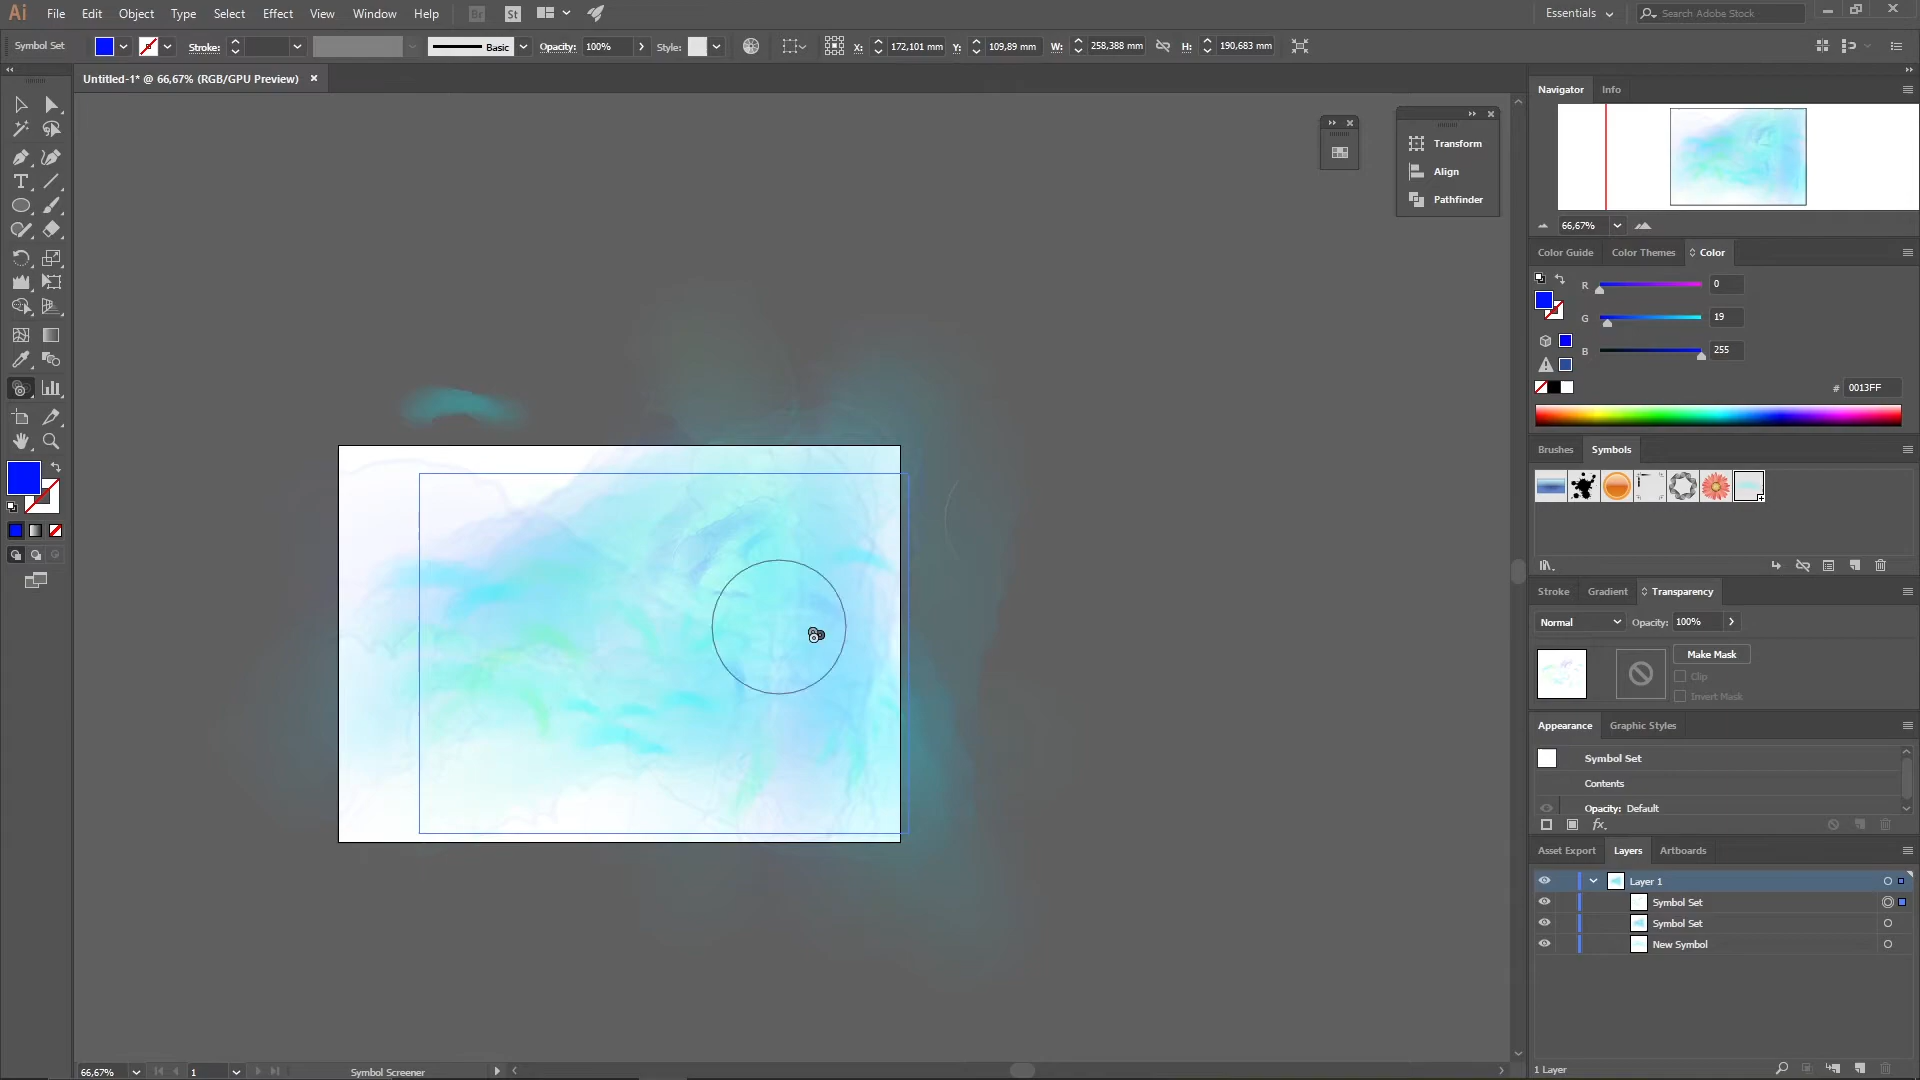 Ai File Edit Object Type Select Effect View Window Help Br St Essentials Search Adobe Stock
Symbol Set Stroke: Basic Opacity: 100% Style: X: 172,101 mm Y: 109,89 mm W: 258,388 mm H: 190,683 mm
Untitled-1* @ 66,67% (RGB/GPU Preview)
Navigator Info
Transform
Align
Pathfinder
66,67%
Color Guide Color Themes Color
R 0
G 19
B 255
# 0013FF
Brushes Symbols
Stroke Gradient Transparency
Normal Opacity: 100%
Make Mask
Clip
Invert Mask
Appearance Graphic Styles
Symbol Set
Contents
Opacity: Default
fx.
Asset Export Layers Artboards
Layer 1
Symbol Set
Symbol Set
New Symbol
66,67% 1 Symbol Screener 1 Layer